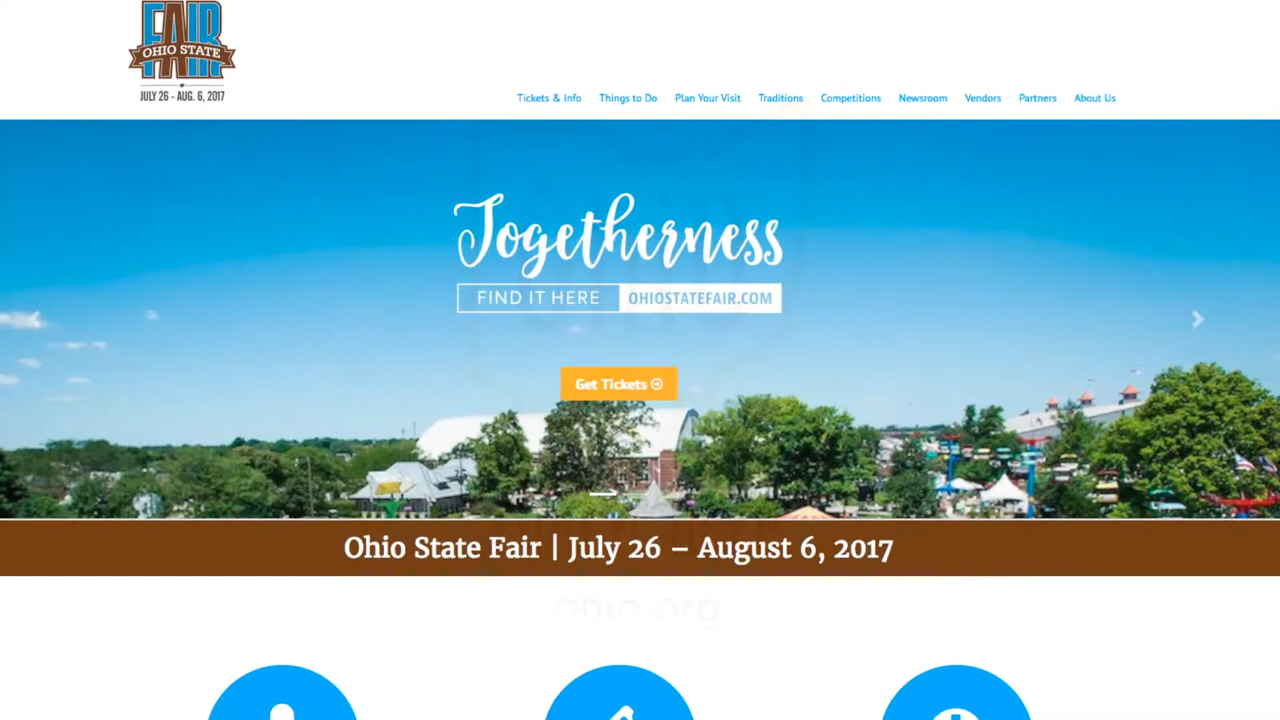 FAIR
OHIO STATE
JULY 26 - AUG. 6, 2017
Tickets & Info Things to Do Plan Your Visit Traditions Competitions Newsroom Vendors Partners About Us
Togetherness
FIND IT HERE OHIOSTATEFAIR.COM
Get Tickets
Ohio State Fair | July 26 – August 6, 2017
ohio.org